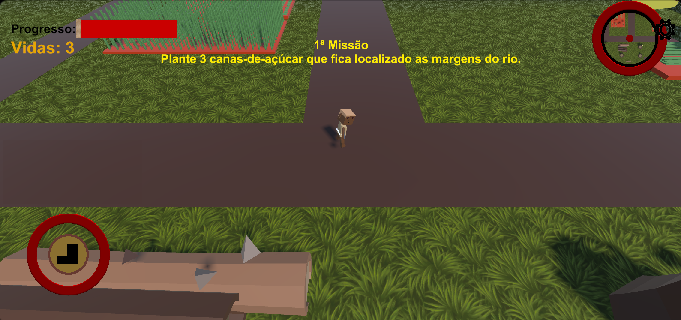 Progresso:
Vidas: 3
1ª Missão
Plante 3 canas-de-açúcar que fica localizado as margens do rio.